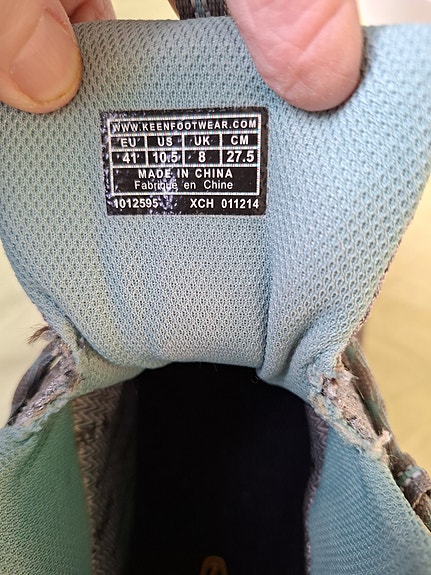 WWW.KEENFOOTWEAR.COM
EU US UK CM
41 10.5 8 27.5
MADE IN CHINA
Fabriqué en Chine
1012595 XCH 011214